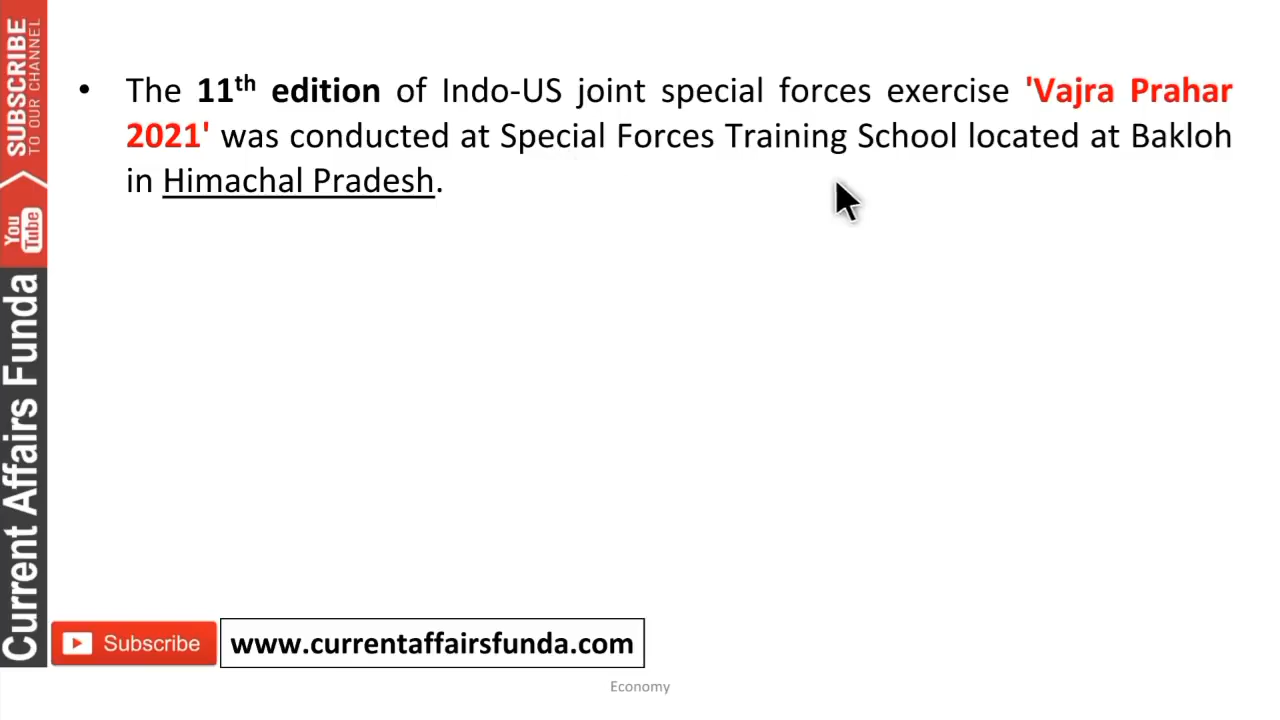 SUBSCRIBE
TO OUR CHANNEL
You
Tube
Current Affairs Funda
• The 11th edition of Indo-US joint special forces exercise 'Vajra Prahar
2021' was conducted at Special Forces Training School located at Bakloh
in Himachal Pradesh.
Subscribe
www.currentaffairsfunda.com
Economy